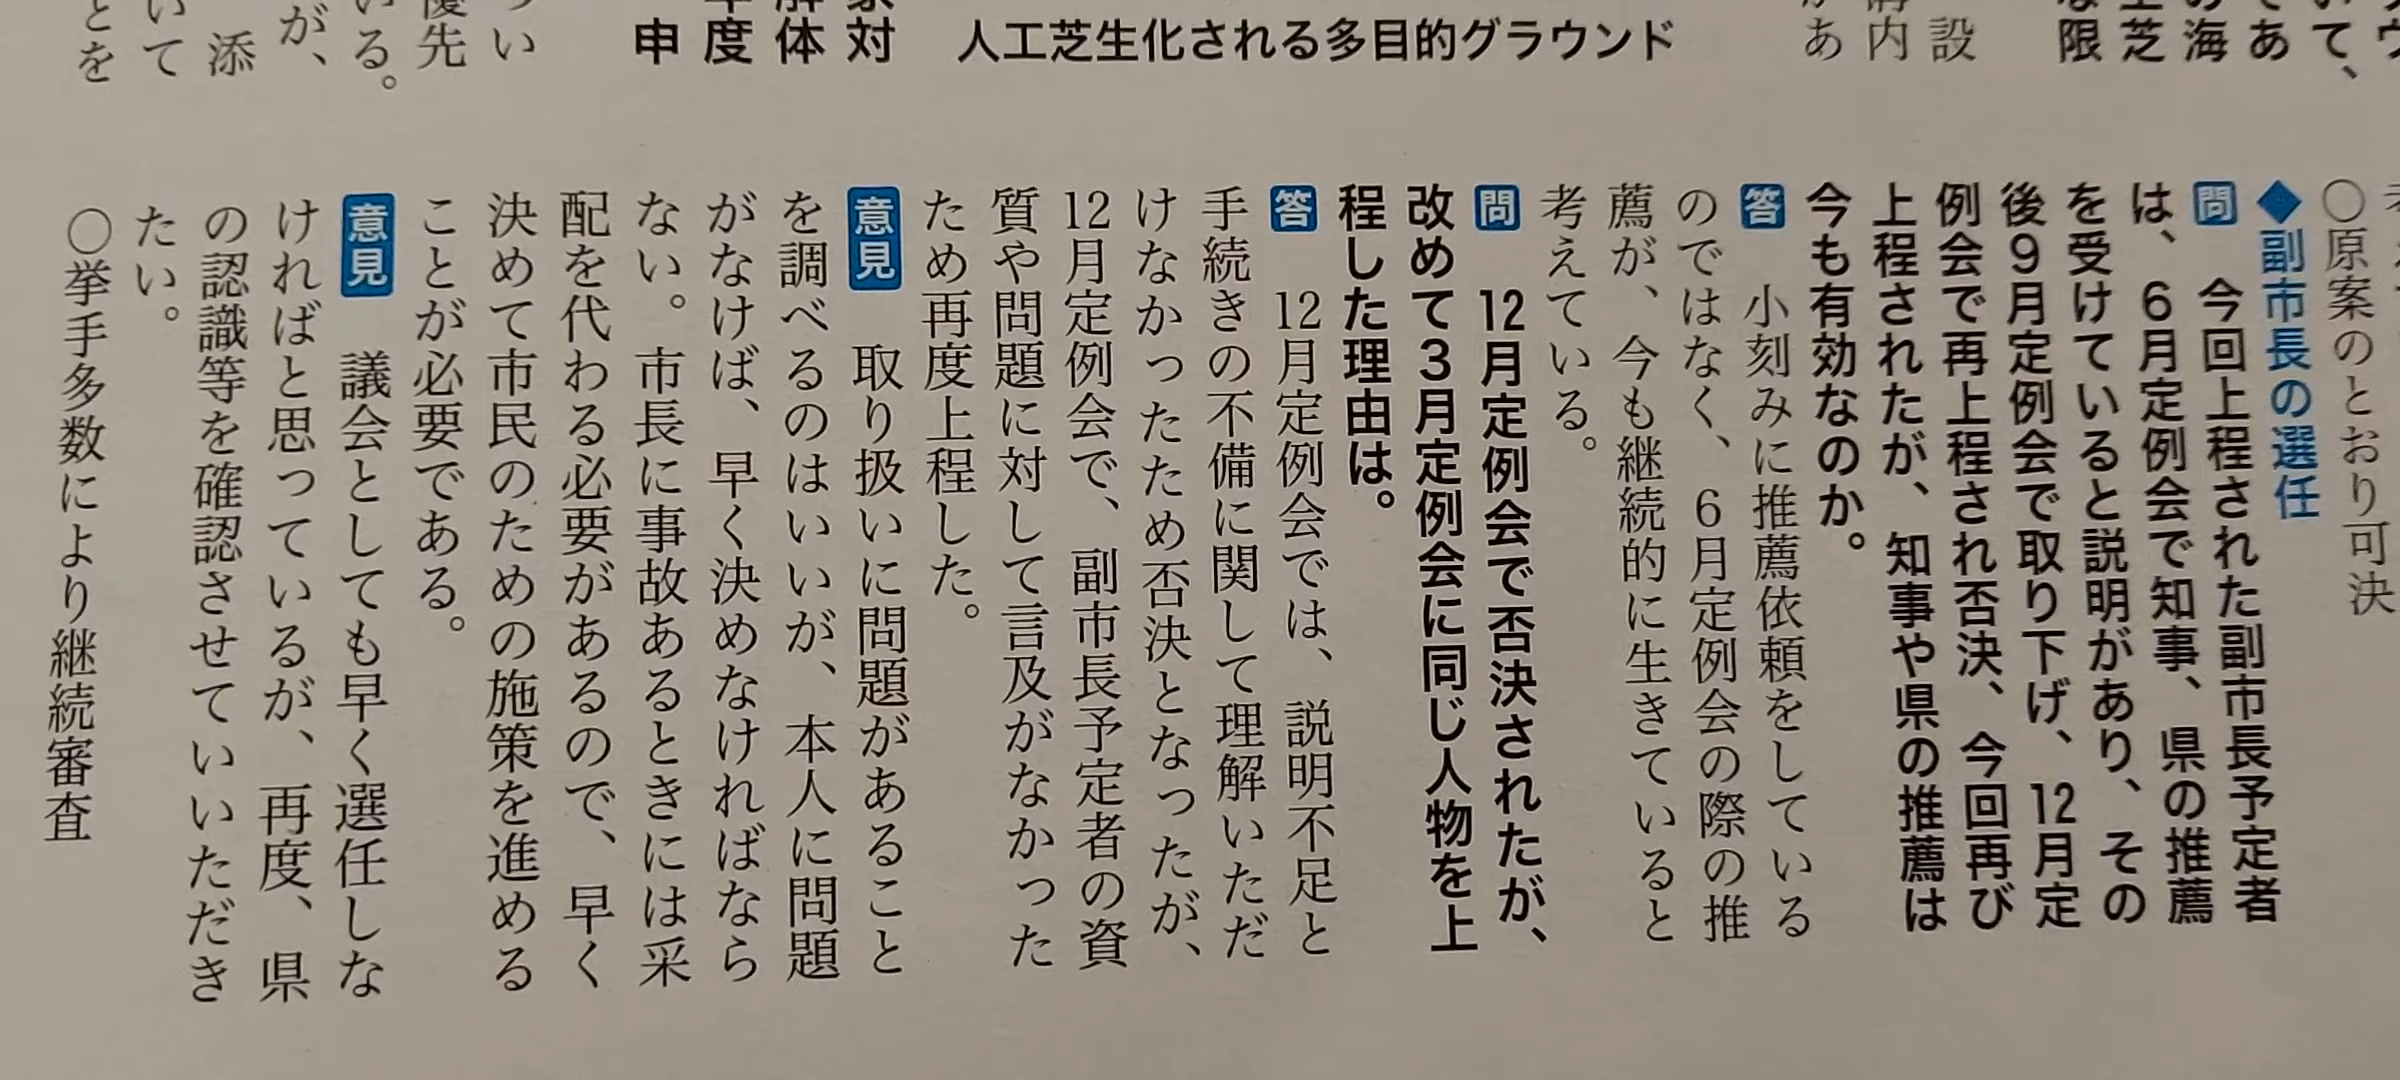 人工芝生化される多目的グラウンド
○原案のとおり可決
◆副市長の選任
問　今回上程された副市長予定者
は、6月定例会で知事、県の推薦
を受けていると説明があり、その
後9月定例会で取り下げ、12月定
例会で再上程され否決、今回再び
上程されたが、知事や県の推薦は
今も有効なのか。
答　小刻みに推薦依頼をしている
のではなく、6月定例会の際の推
薦が、今も継続的に生きていると
考えている。
問　12月定例会で否決されたが、
改めて3月定例会に同じ人物を上
程した理由は。
答　12月定例会では、説明不足と
手続きの不備に関して理解いただ
けなかったため否決となったが、
12月定例会で、副市長予定者の資
質や問題に対して言及がなかった
ため再度上程した。
意見　取り扱いに問題があること
を調べるのはいいが、本人に問題
がなければ、早く決めなければなら
ない。市長に事故あるときには采
配を代わる必要があるので、早く
決めて市民のための施策を進める
ことが必要である。
意見　議会としても早く選任しな
ければと思っているが、再度、県
の認識等を確認させていいただき
たい。
○挙手多数により継続審査